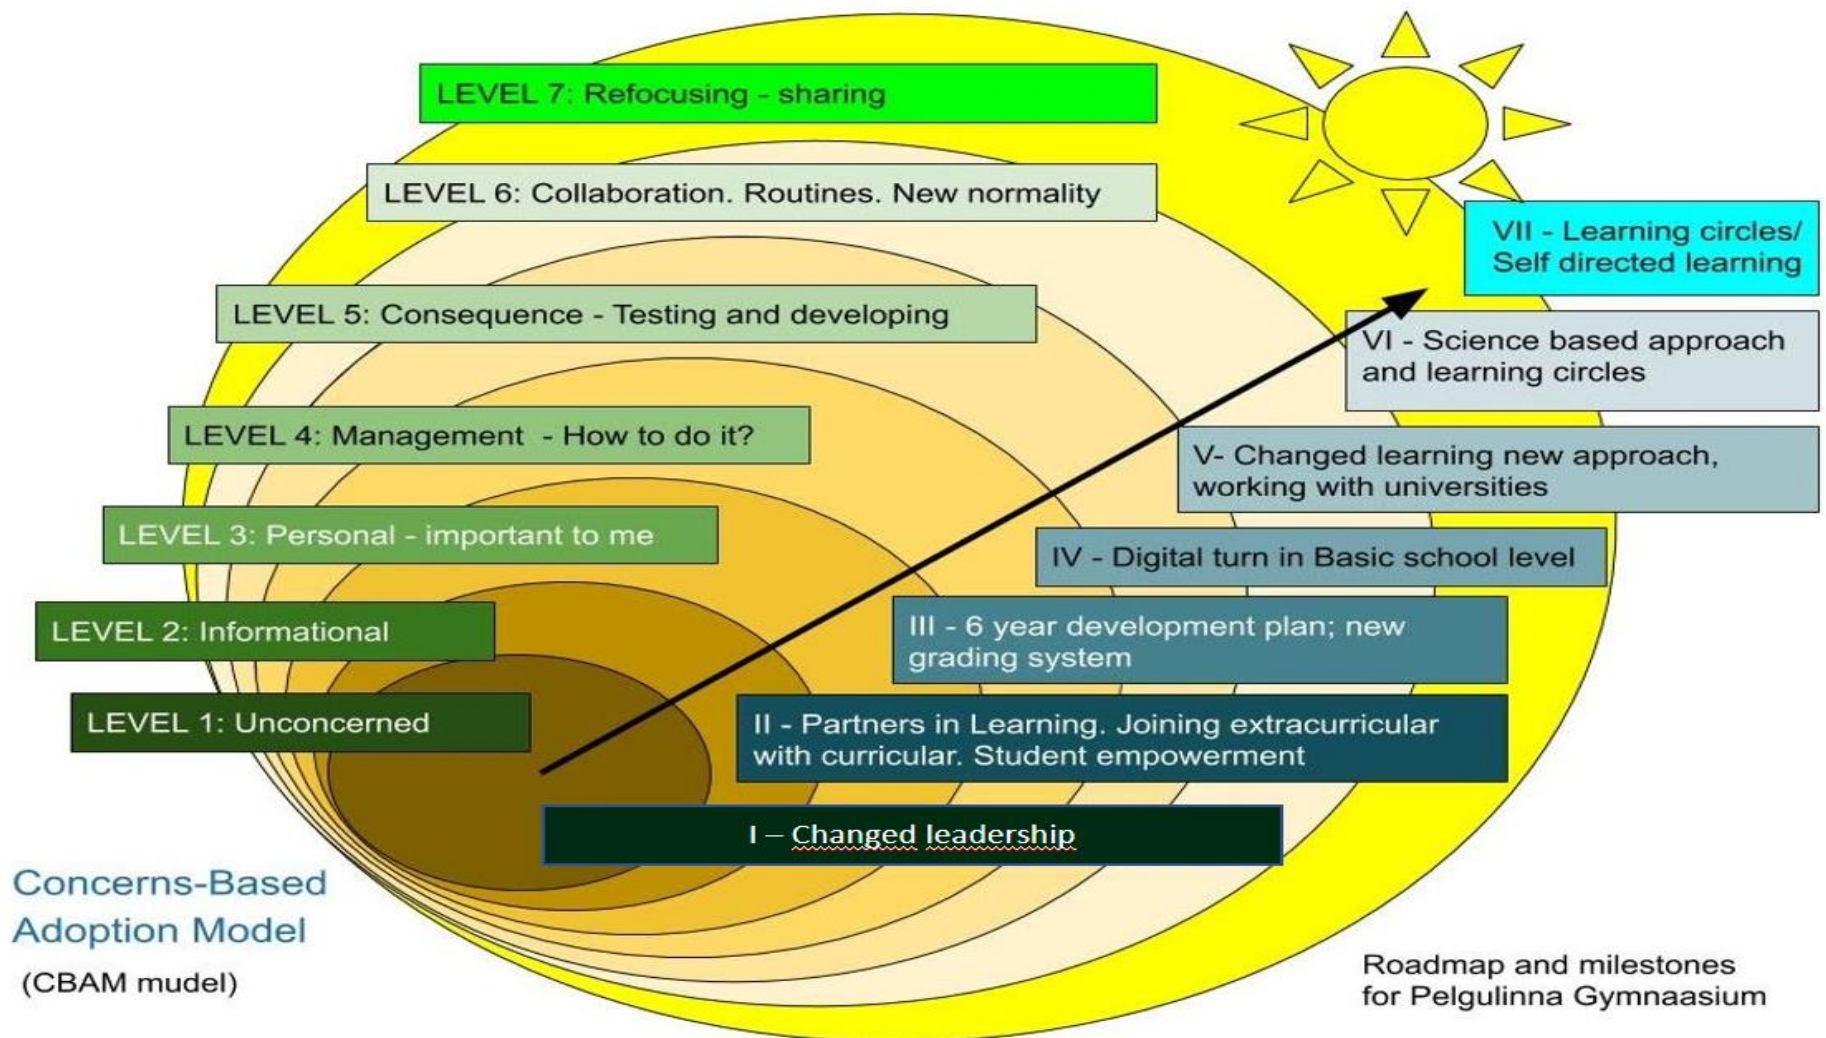 LEVEL 7: Refocusing - sharing
LEVEL 6: Collaboration. Routines. New normality
LEVEL 5: Consequence - Testing and developing
LEVEL 4: Management  - How to do it?
LEVEL 3: Personal - important to me
LEVEL 2: Informational
LEVEL 1: Unconcerned
VII - Learning circles/
Self directed learning
VI - Science based approach
and learning circles
V- Changed learning new approach,
working with universities
IV - Digital turn in Basic school level
III - 6 year development plan; new
grading system
II - Partners in Learning. Joining extracurricular
with curricular. Student empowerment
I – Changed leadership
Concerns-Based
Adoption Model
(CBAM mudel)
Roadmap and milestones
for Pelgulinna Gymnaasium